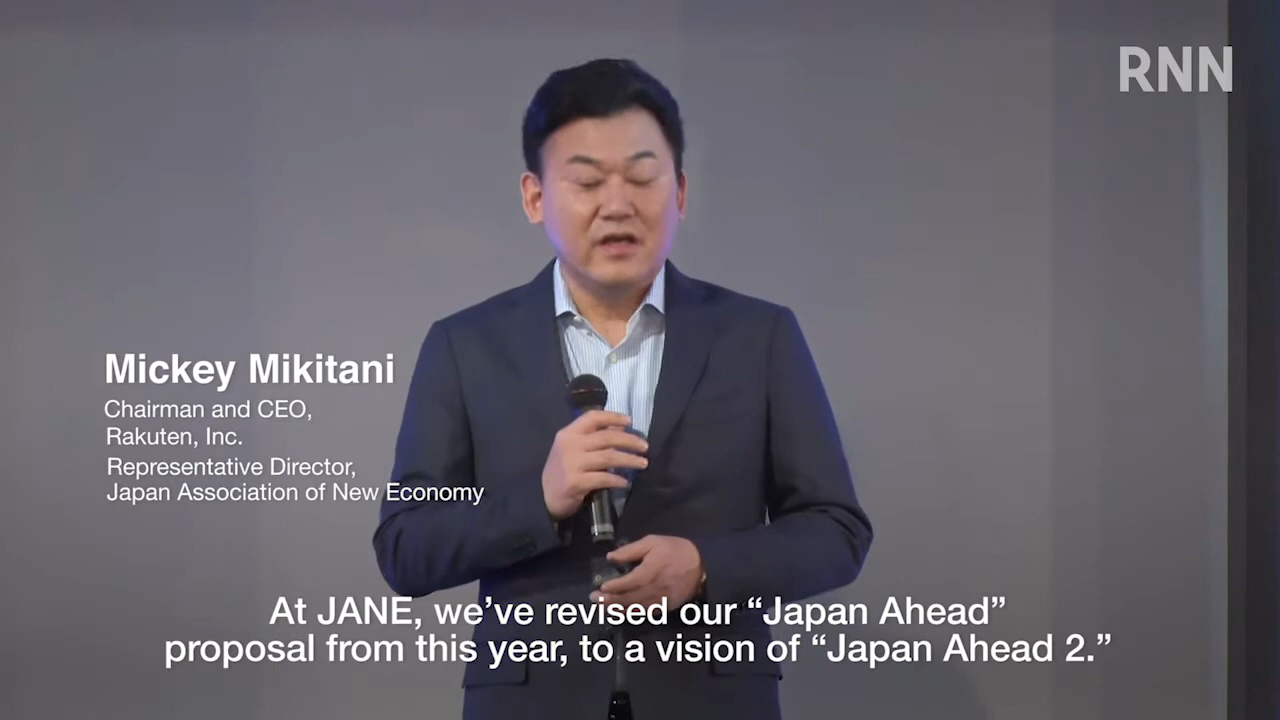 RNN
Mickey Mikitani
Chairman and CEO,
Rakuten, Inc.
Representative Director,
Japan Association of New Economy
At JANE, we’ve revised our “Japan Ahead”
proposal from this year, to a vision of “Japan Ahead 2.”